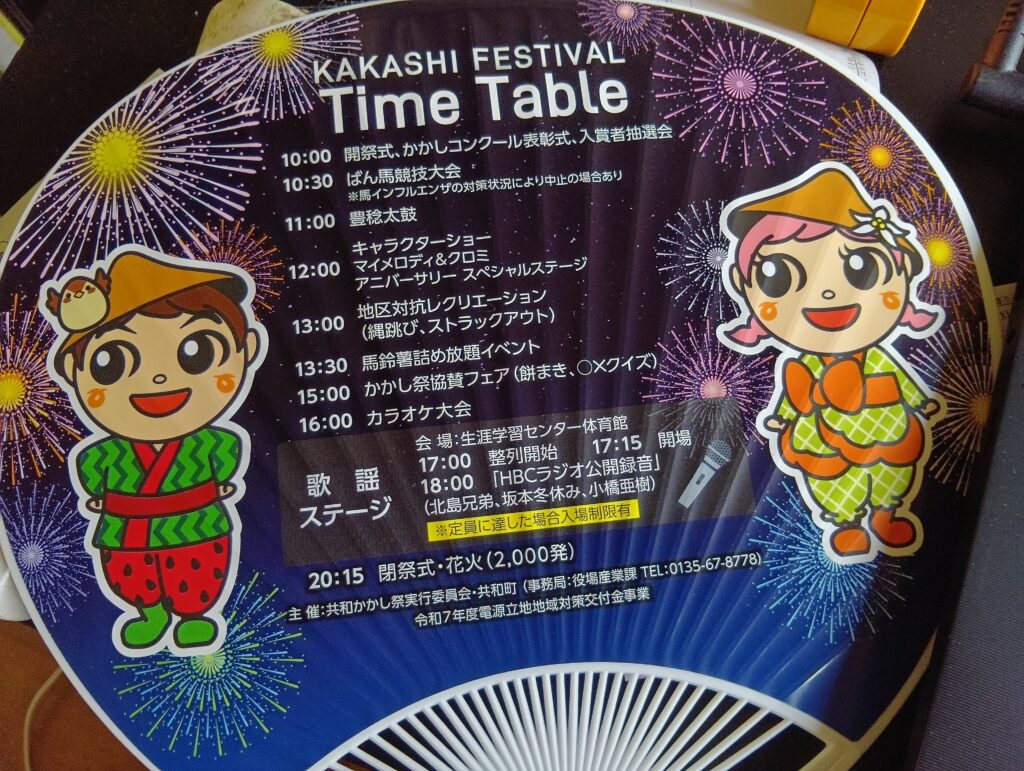 KAKASHI FESTIVAL
Time Table
10:00 開祭式、かかしコンクール表彰式、入賞者抽選会
10:30 ばん馬競技大会
※馬インフルエンザの対策状況により中止の場合あり
11:00 豊稔太鼓
12:00 キャラクターショー
マイメロディ&クロミ
アニバーサリー スペシャルステージ
13:00 地区対抗レクリエーション
(縄跳び、ストラックアウト)
13:30 馬鈴薯詰め放題イベント
15:00 かかし祭協賛フェア(餅まき、○×クイズ)
16:00 カラオケ大会
歌謡
ステージ
会 場:生涯学習センター体育館
17:00 整列開始 17:15 開場
18:00 「HBCラジオ公開録音」
(北島兄弟、坂本冬休み、小橋亜樹)
※定員に達した場合入場制限有
20:15 閉祭式・花火(2,000発)
主 催:共和かかし祭実行委員会・共和町 (事務局:役場産業課 TEL:0135-67-8778)
令和7年度電源立地地域対策交付金事業